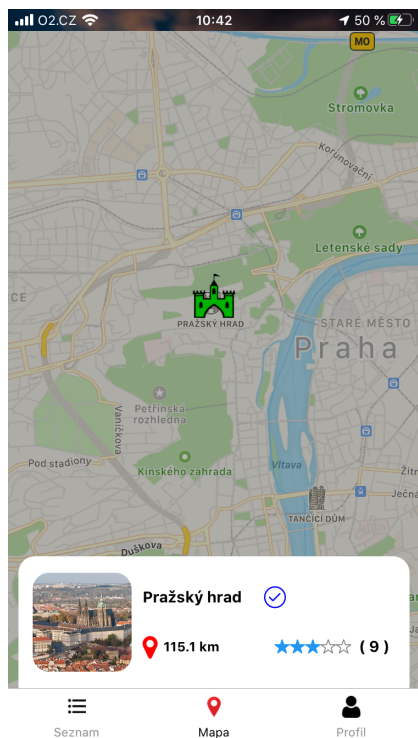 O2.CZ 10:42 50 %
MO
Stromovka
Korunovační
Letenské sady
CE
PRAŽSKÝ HRAD
STARÉ MĚSTO
Praha
Petřínská
rozhledna
Vaníčkova
Pod stadiony
Kinského zahrada
Vltava
Žitn
Ječná
TANČÍCÍ DŮM
Duškova
Pražský hrad
115.1 km ( 9 )
Seznam Mapa Profil